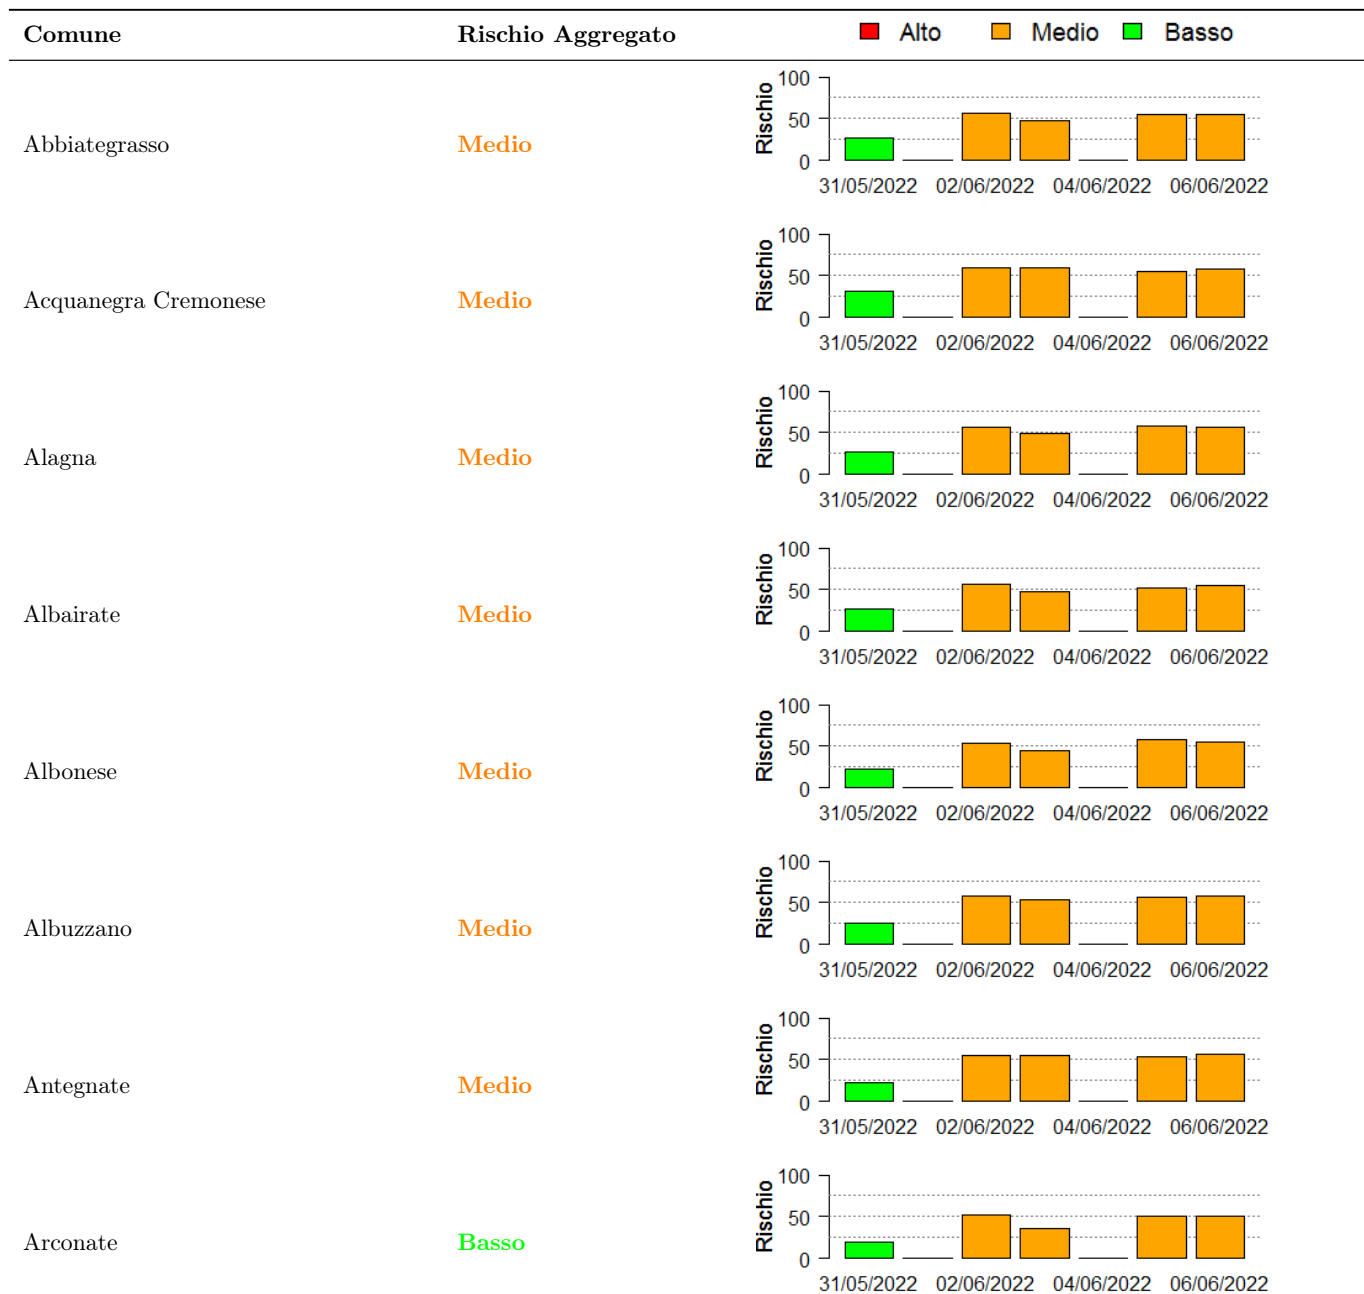 Comune Rischio Aggregato Alto Medio Basso
Abbiategrasso Medio
Rischio
100
50
0
31/05/2022 02/06/2022 04/06/2022 06/06/2022
Acquanegra Cremonese Medio
Rischio
100
50
0
31/05/2022 02/06/2022 04/06/2022 06/06/2022
Alagna Medio
Rischio
100
50
0
31/05/2022 02/06/2022 04/06/2022 06/06/2022
Albairate Medio
Rischio
100
50
0
31/05/2022 02/06/2022 04/06/2022 06/06/2022
Albonese Medio
Rischio
100
50
0
31/05/2022 02/06/2022 04/06/2022 06/06/2022
Albuzzano Medio
Rischio
100
50
0
31/05/2022 02/06/2022 04/06/2022 06/06/2022
Antegnate Medio
Rischio
100
50
0
31/05/2022 02/06/2022 04/06/2022 06/06/2022
Arconate Basso
Rischio
100
50
0
31/05/2022 02/06/2022 04/06/2022 06/06/2022